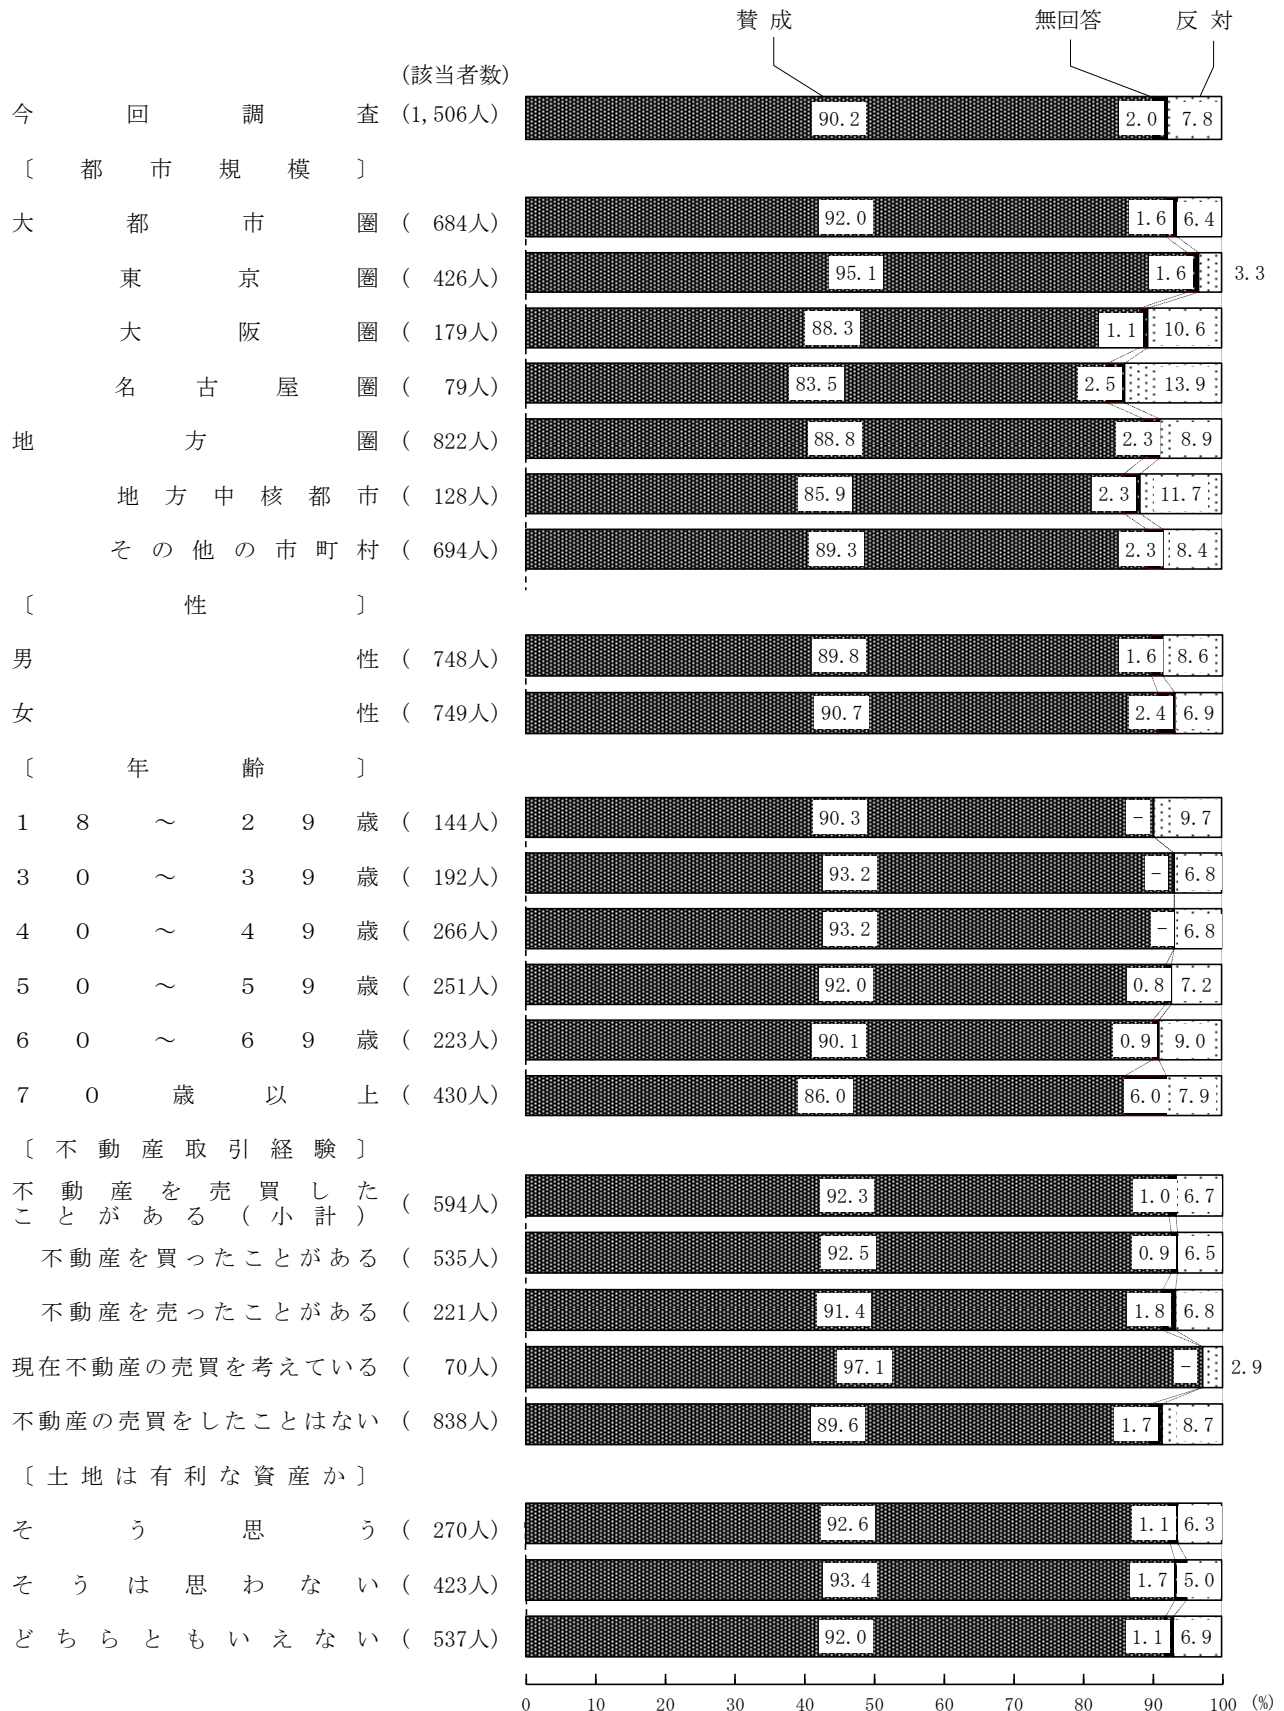 賛成 無回答 反対
(該当者数)
今回調査 (1,506人) 90.2 2.0 7.8
〔都市規模〕
大都市圏 ( 684人) 92.0 1.6 6.4
東京圏 ( 426人) 95.1 1.6 3.3
大阪圏 ( 179人) 88.3 1.1 10.6
名古屋圏 ( 79人) 83.5 2.5 13.9
地方圏 ( 822人) 88.8 2.3 8.9
地方中核都市 ( 128人) 85.9 2.3 11.7
その他の市町村 ( 694人) 89.3 2.3 8.4
〔性〕
男性 ( 748人) 89.8 1.6 8.6
女性 ( 749人) 90.7 2.4 6.9
〔年齢〕
18～29歳 ( 144人) 90.3 － 9.7
30～39歳 ( 192人) 93.2 － 6.8
40～49歳 ( 266人) 93.2 － 6.8
50～59歳 ( 251人) 92.0 0.8 7.2
60～69歳 ( 223人) 90.1 0.9 9.0
70歳以上 ( 430人) 86.0 6.0 7.9
〔不動産取引経験〕
不動産を売買した
ことがある(小計) ( 594人) 92.3 1.0 6.7
不動産を買ったことがある ( 535人) 92.5 0.9 6.5
不動産を売ったことがある ( 221人) 91.4 1.8 6.8
現在不動産の売買を考えている ( 70人) 97.1 － 2.9
不動産の売買をしたことはない ( 838人) 89.6 1.7 8.7
〔土地は有利な資産か〕
そう思う ( 270人) 92.6 1.1 6.3
そうは思わない ( 423人) 93.4 1.7 5.0
どちらともいえない ( 537人) 92.0 1.1 6.9
0 10 20 30 40 50 60 70 80 90 100 (%)